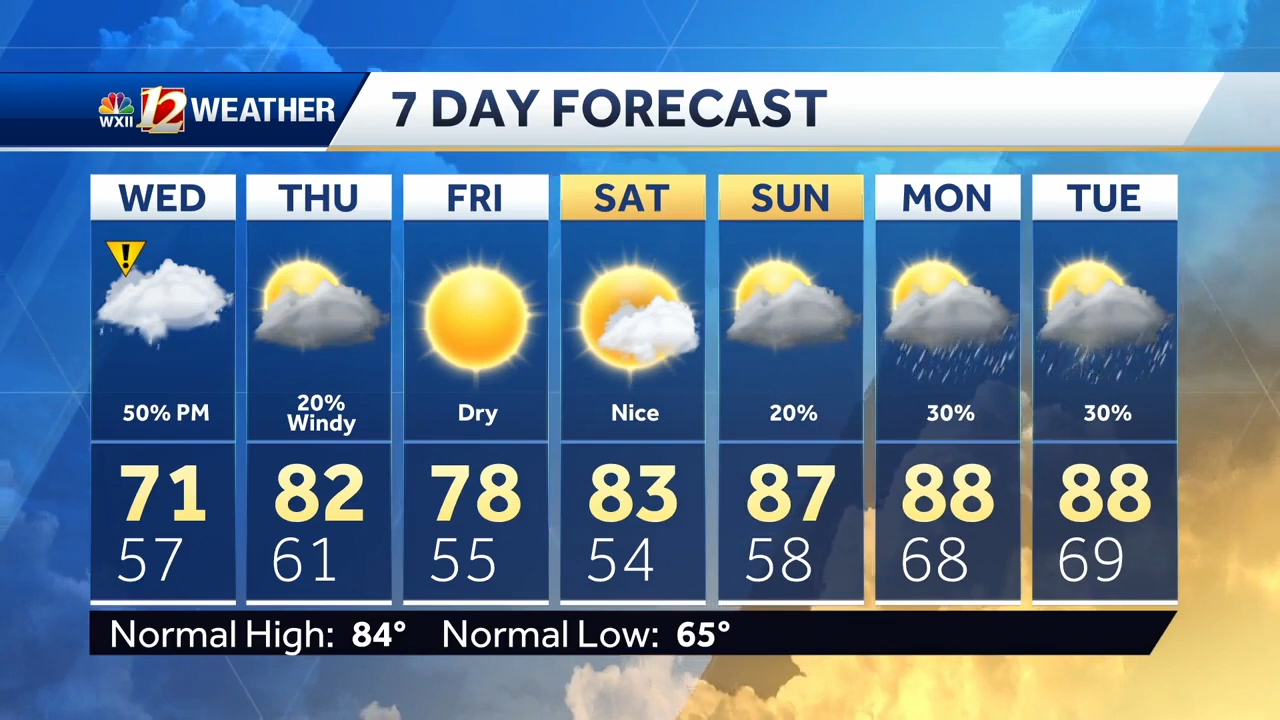 WXII 12 WEATHER
7 DAY FORECAST
WED THU FRI SAT SUN MON TUE
!
50% PM
20%
Windy
Dry
Nice
20%
30%
30%
71 82 78 83 87 88 88
57 61 55 54 58 68 69
Normal High: 84° Normal Low: 65°